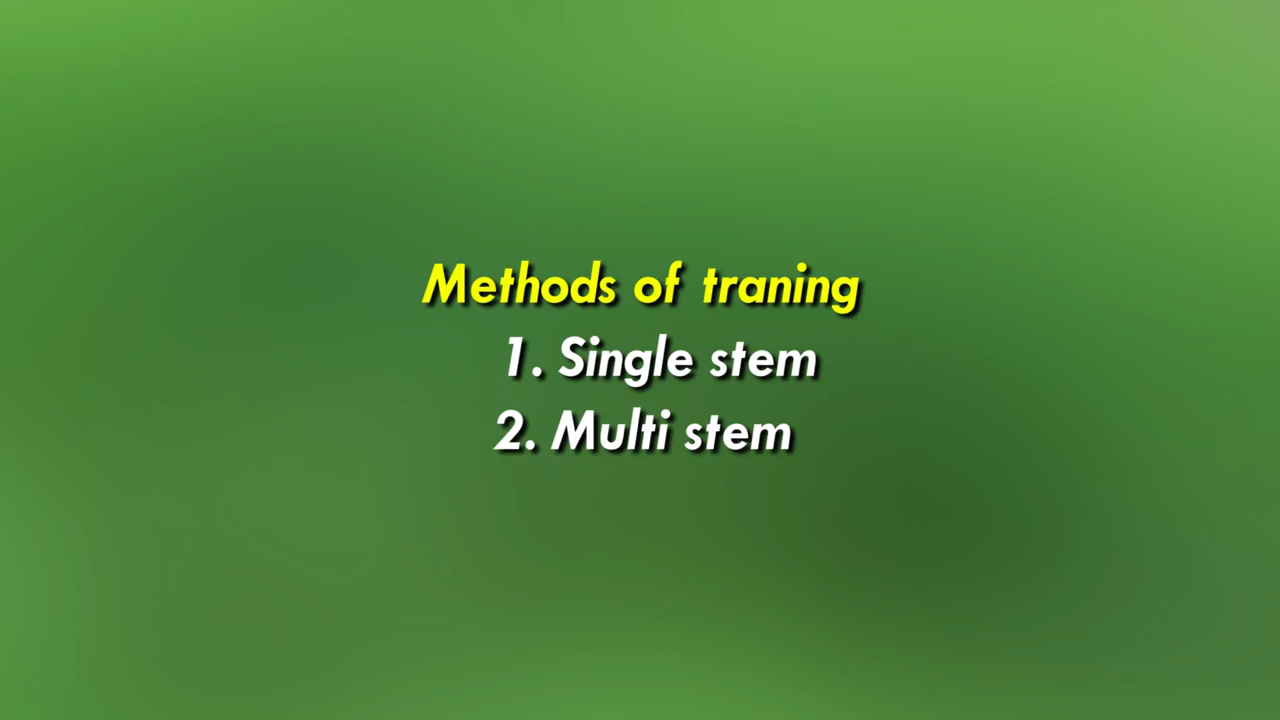 Methods of traning
1. Single stem
2. Multi stem